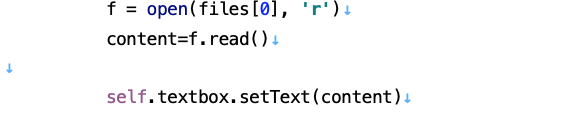 f = open(files[0], 'r')↓
content=f.read()↓
↓
self.textbox.setText(content)↓